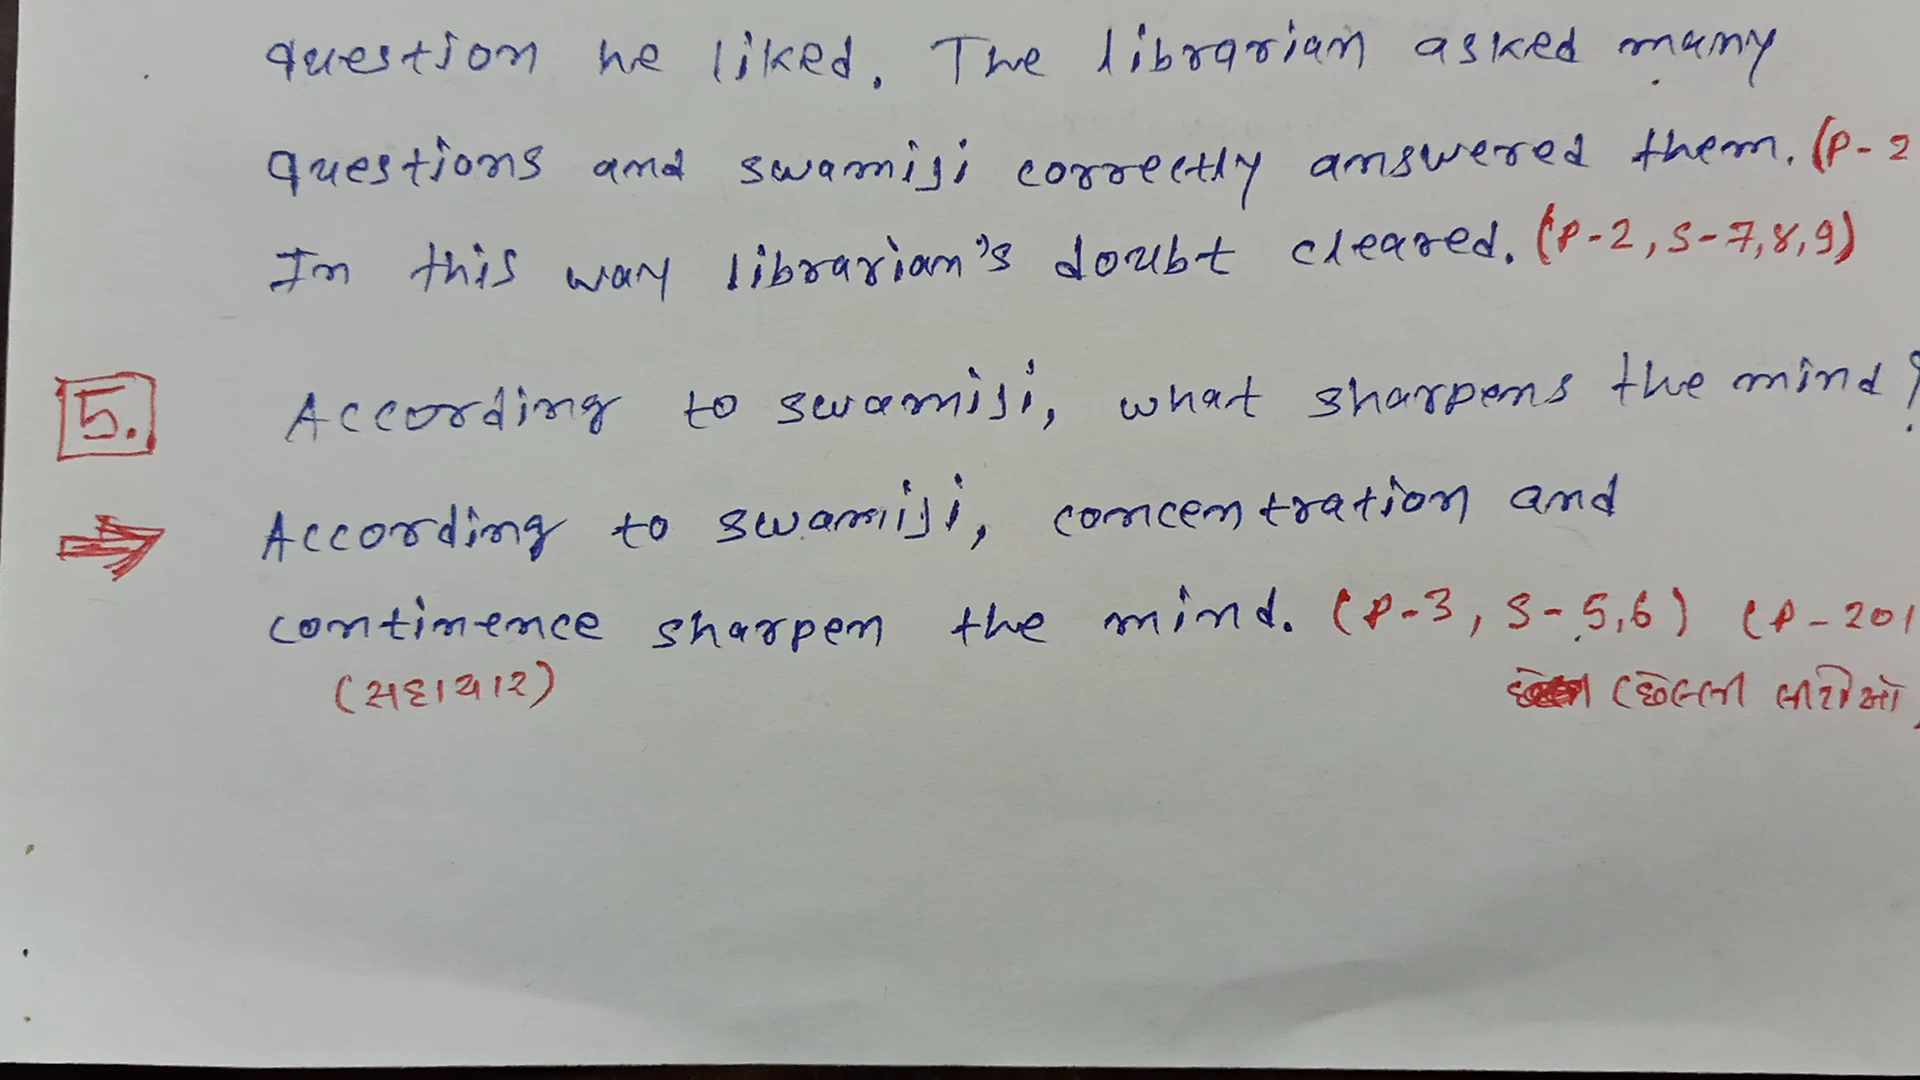 question he liked. The librarian asked many
questions and swamiji correctly answered them. (P-2
In this way librarian's doubt cleared. (P-2, S-7,8,9)
5. According to swamiji, what sharpens the mind?
⇒ According to swamiji, concentration and
continence sharpen the mind. (P-3, S-5,6) (P-201
(સદાચાર) (છેલ્લી લીટીઓ